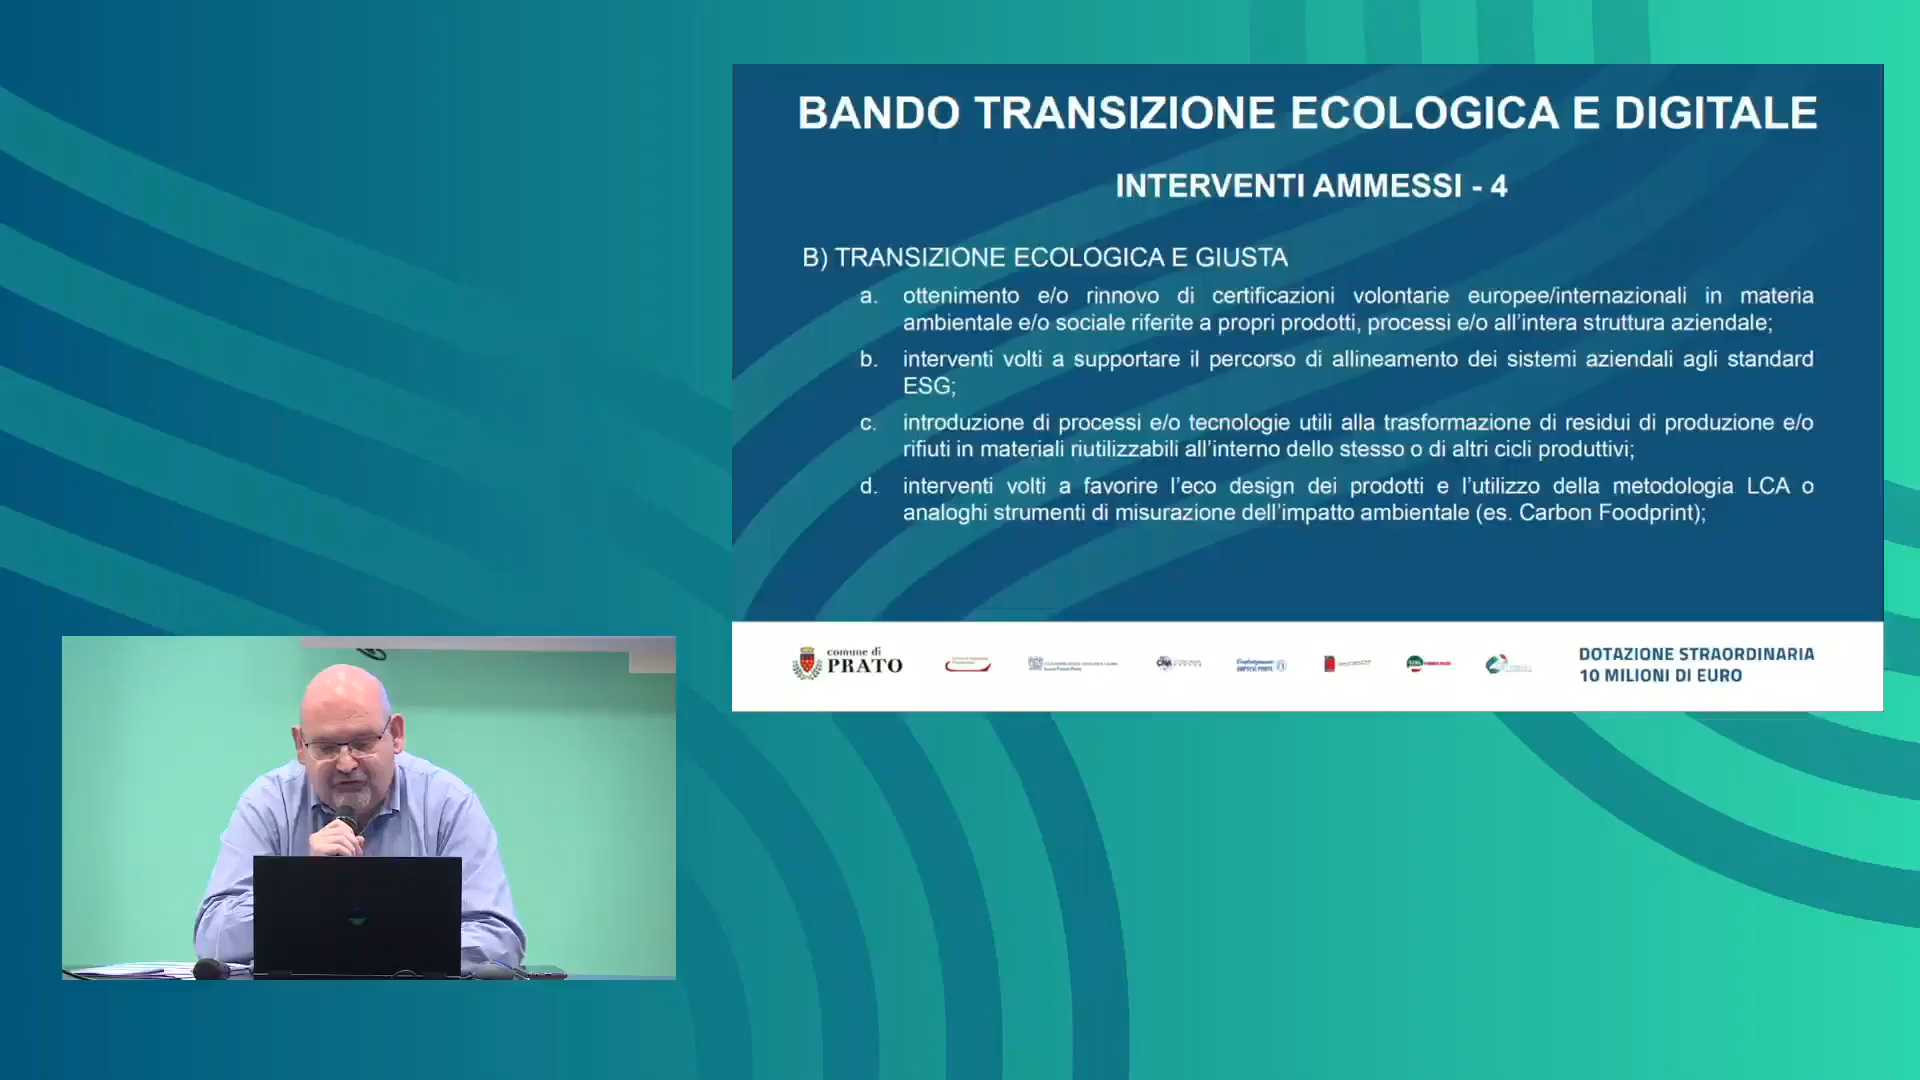 BANDO TRANSIZIONE ECOLOGICA E DIGITALE
INTERVENTI AMMESSI - 4
B) TRANSIZIONE ECOLOGICA E GIUSTA
a. ottenimento e/o rinnovo di certificazioni volontarie europee/internazionali in materia
ambientale e/o sociale riferite a propri prodotti, processi e/o all'intera struttura aziendale;
b. interventi volti a supportare il percorso di allineamento dei sistemi aziendali agli standard
ESG;
c. introduzione di processi e/o tecnologie utili alla trasformazione di residui di produzione e/o
rifiuti in materiali riutilizzabili all'interno dello stesso o di altri cicli produttivi;
d. interventi volti a favorire l'eco design dei prodotti e l'utilizzo della metodologia LCA o
analoghi strumenti di misurazione dell'impatto ambientale (es. Carbon Foodprint);
comune di
PRATO
CNA
DOTAZIONE STRAORDINARIA
10 MILIONI DI EURO